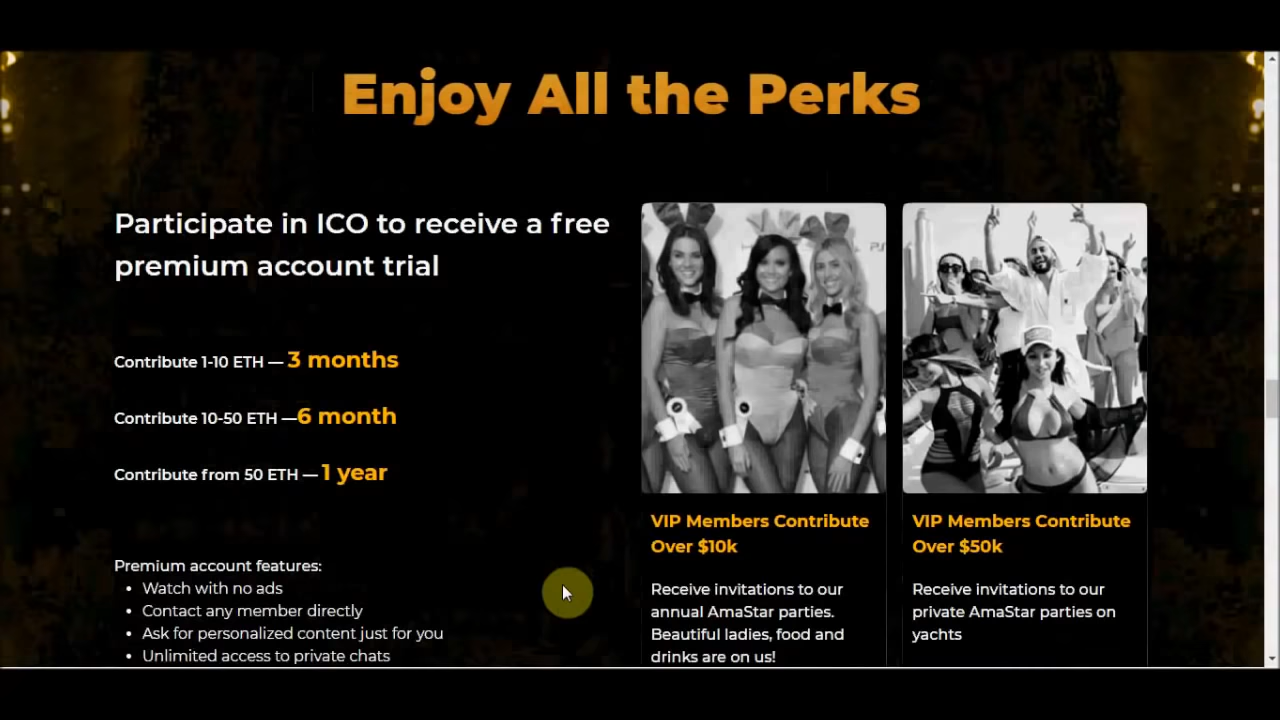 Enjoy All the Perks
Participate in ICO to receive a free
premium account trial
Contribute 1-10 ETH — 3 months
Contribute 10-50 ETH —6 month
Contribute from 50 ETH — 1 year
Premium account features:
• Watch with no ads
• Contact any member directly
• Ask for personalized content just for you
• Unlimited access to private chats
VIP Members Contribute
Over $10k
Receive invitations to our
annual AmaStar parties.
Beautiful ladies, food and
drinks are on us!
VIP Members Contribute
Over $50k
Receive invitations to our
private AmaStar parties on
yachts